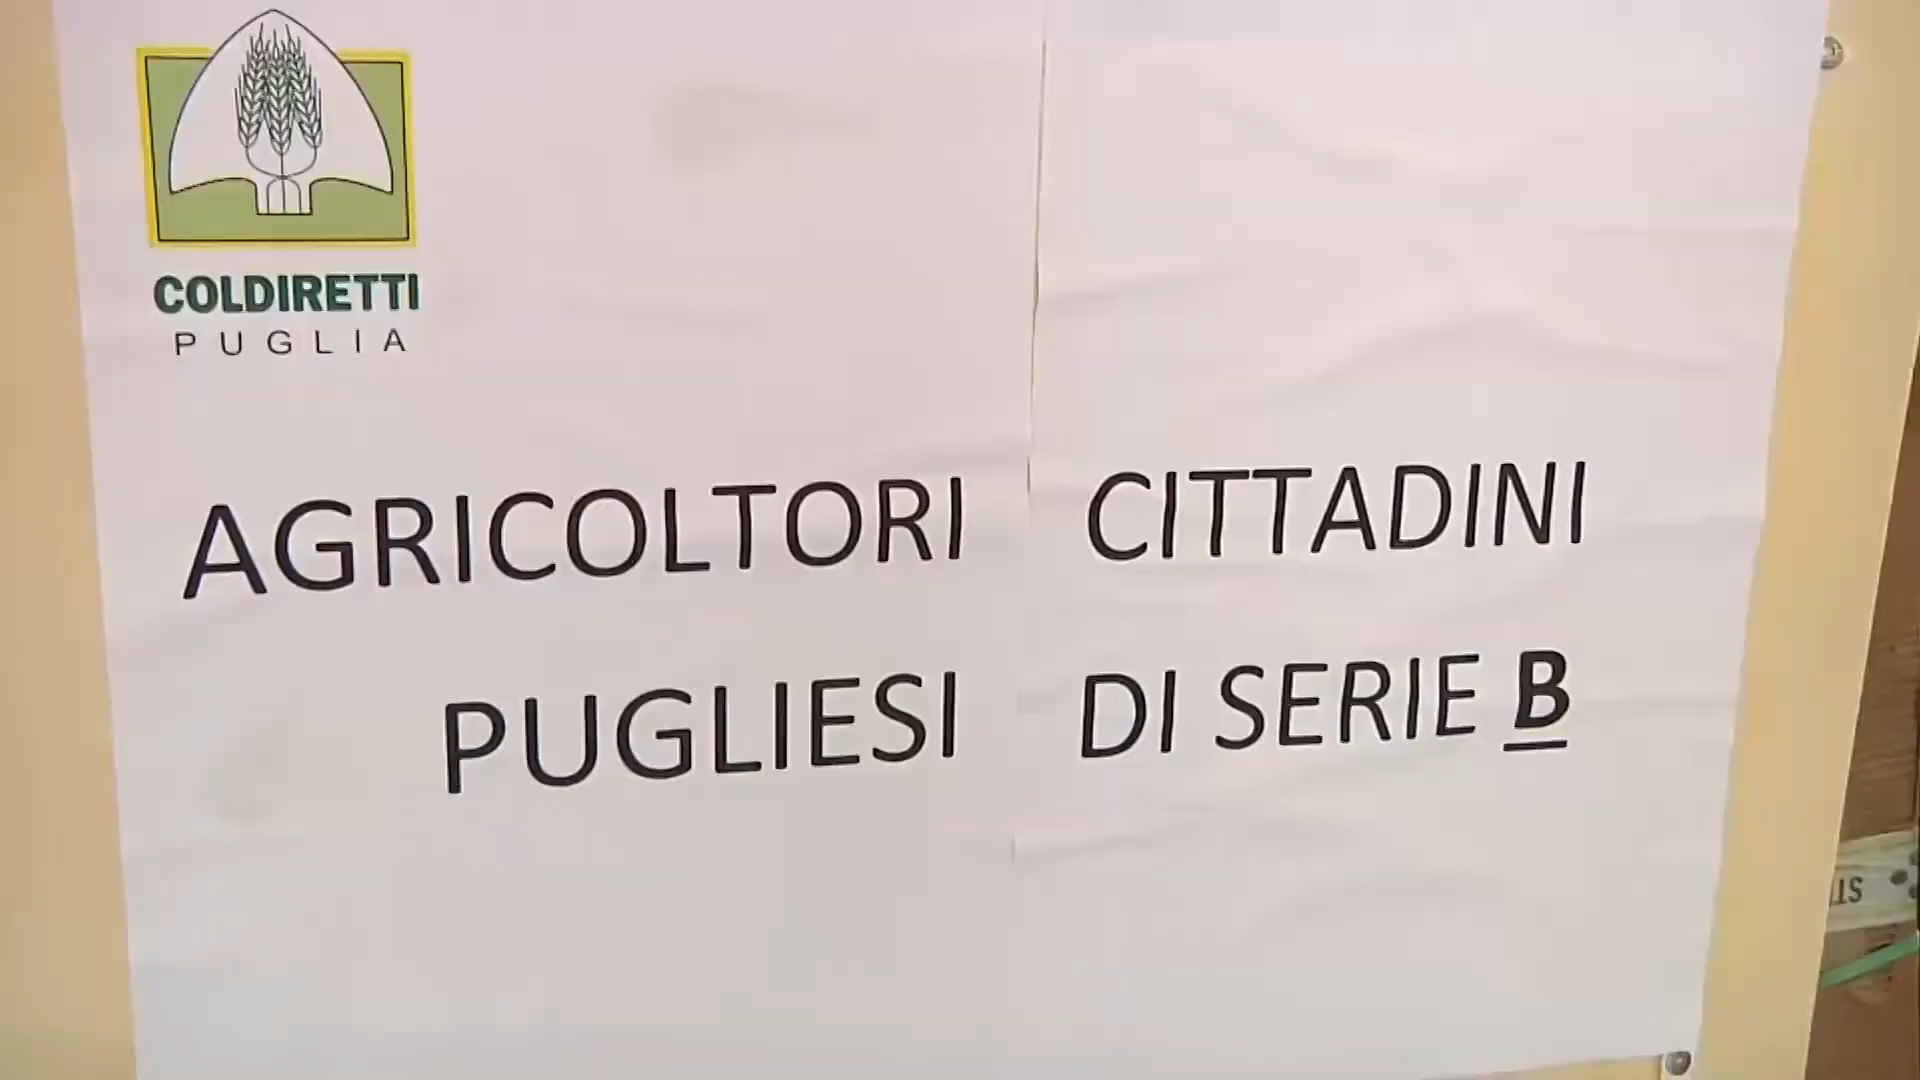 COLDIRETTI
PUGLIA
AGRICOLTORI CITTADINI
PUGLIESI DI SERIE B